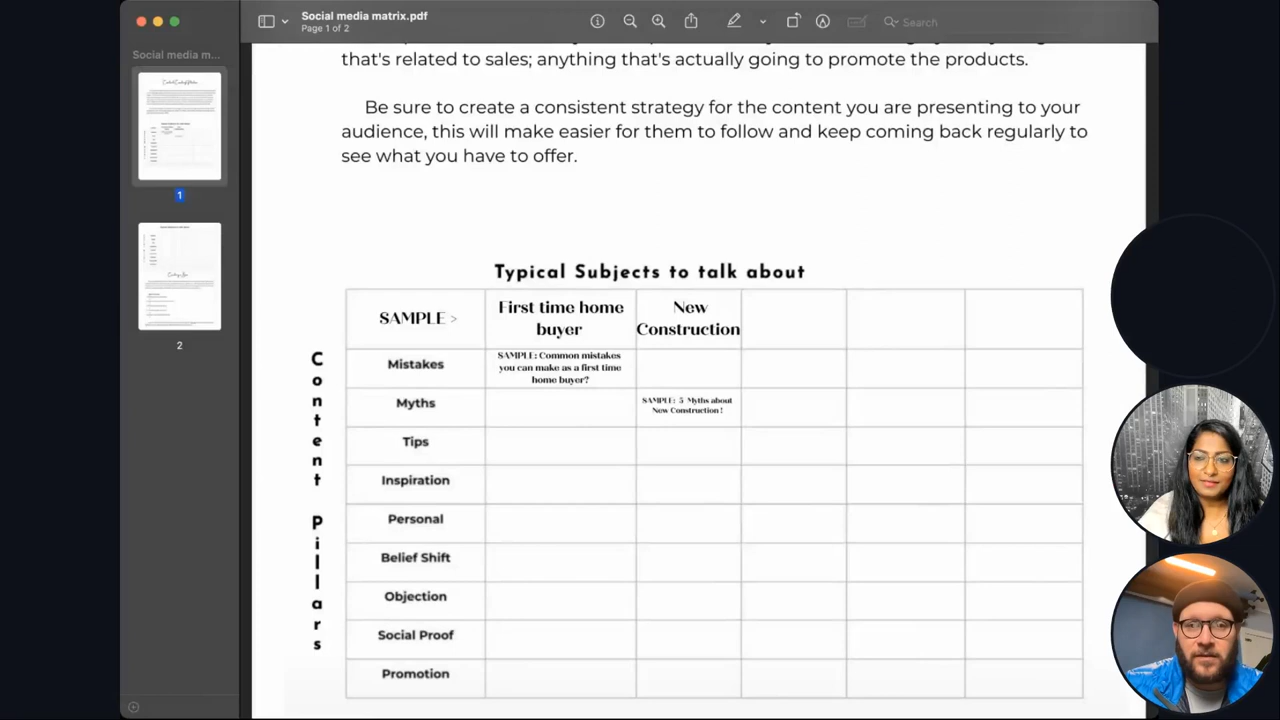 Social media matrix.pdf
Page 1 of 2
Search
Social media m...
1
2
that's related to sales; anything that's actually going to promote the products.
Be sure to create a consistent strategy for the content you're presenting to your
audience, this will make easier for them to follow and keep coming back regularly to
see what you have to offer.
Typical Subjects to talk about
SAMPLE >
First time home
buyer
New
Construction
Content Pillars
Mistakes
SAMPLE: Common mistakes
you can make as a first time
home buyer?
Myths
SAMPLE: 5 Myths about
New Construction!
Tips
Inspiration
Personal
Belief Shift
Objection
Social Proof
Promotion